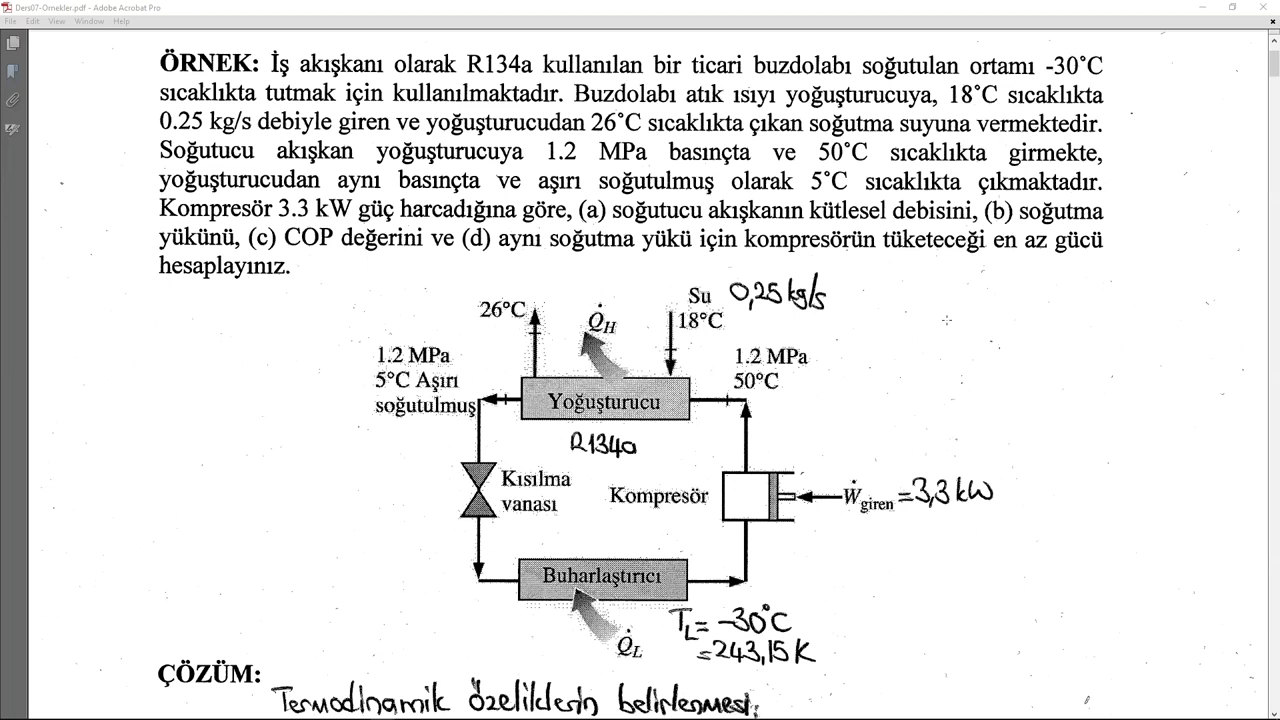 Ders07-Ornekler.pdf - Adobe Acrobat Pro
File Edit View Window Help
ÖRNEK: İş akışkanı olarak R134a kullanılan bir ticari buzdolabı soğutulan ortamı -30°C
sıcaklıkta tutmak için kullanılmaktadır. Buzdolabı atık ısıyı yoğuşturucuya, 18°C sıcaklıkta
0.25 kg/s debiyle giren ve yoğuşturucudan 26°C sıcaklıkta çıkan soğutma suyuna vermektedir.
Soğutucu akışkan yoğuşturucuya 1.2 MPa basınçta ve 50°C sıcaklıkta girmekte,
yoğuşturucudan aynı basınçta ve aşırı soğutulmuş olarak 5°C sıcaklıkta çıkmaktadır.
Kompresör 3.3 kW güç harcadığına göre, (a) soğutucu akışkanın kütlesel debisini, (b) soğutma
yükünü, (c) COP değerini ve (d) aynı soğutma yükü için kompresörün tüketeceği en az gücü
hesaplayınız.
Su 0,25 kg/s
26°C Q̇H 18°C
1.2 MPa
5°C Aşırı
soğutulmuş
1.2 MPa
50°C
Yoğuşturucu
R134a
Kısılma
vanası
Kompresör
Ẇgiren = 3,3 kW
Buharlaştırıcı
Q̇L
TL = -30°C
= 243,15 K
ÇÖZÜM:
Termodinamik özeliklerin belirlenmesi: